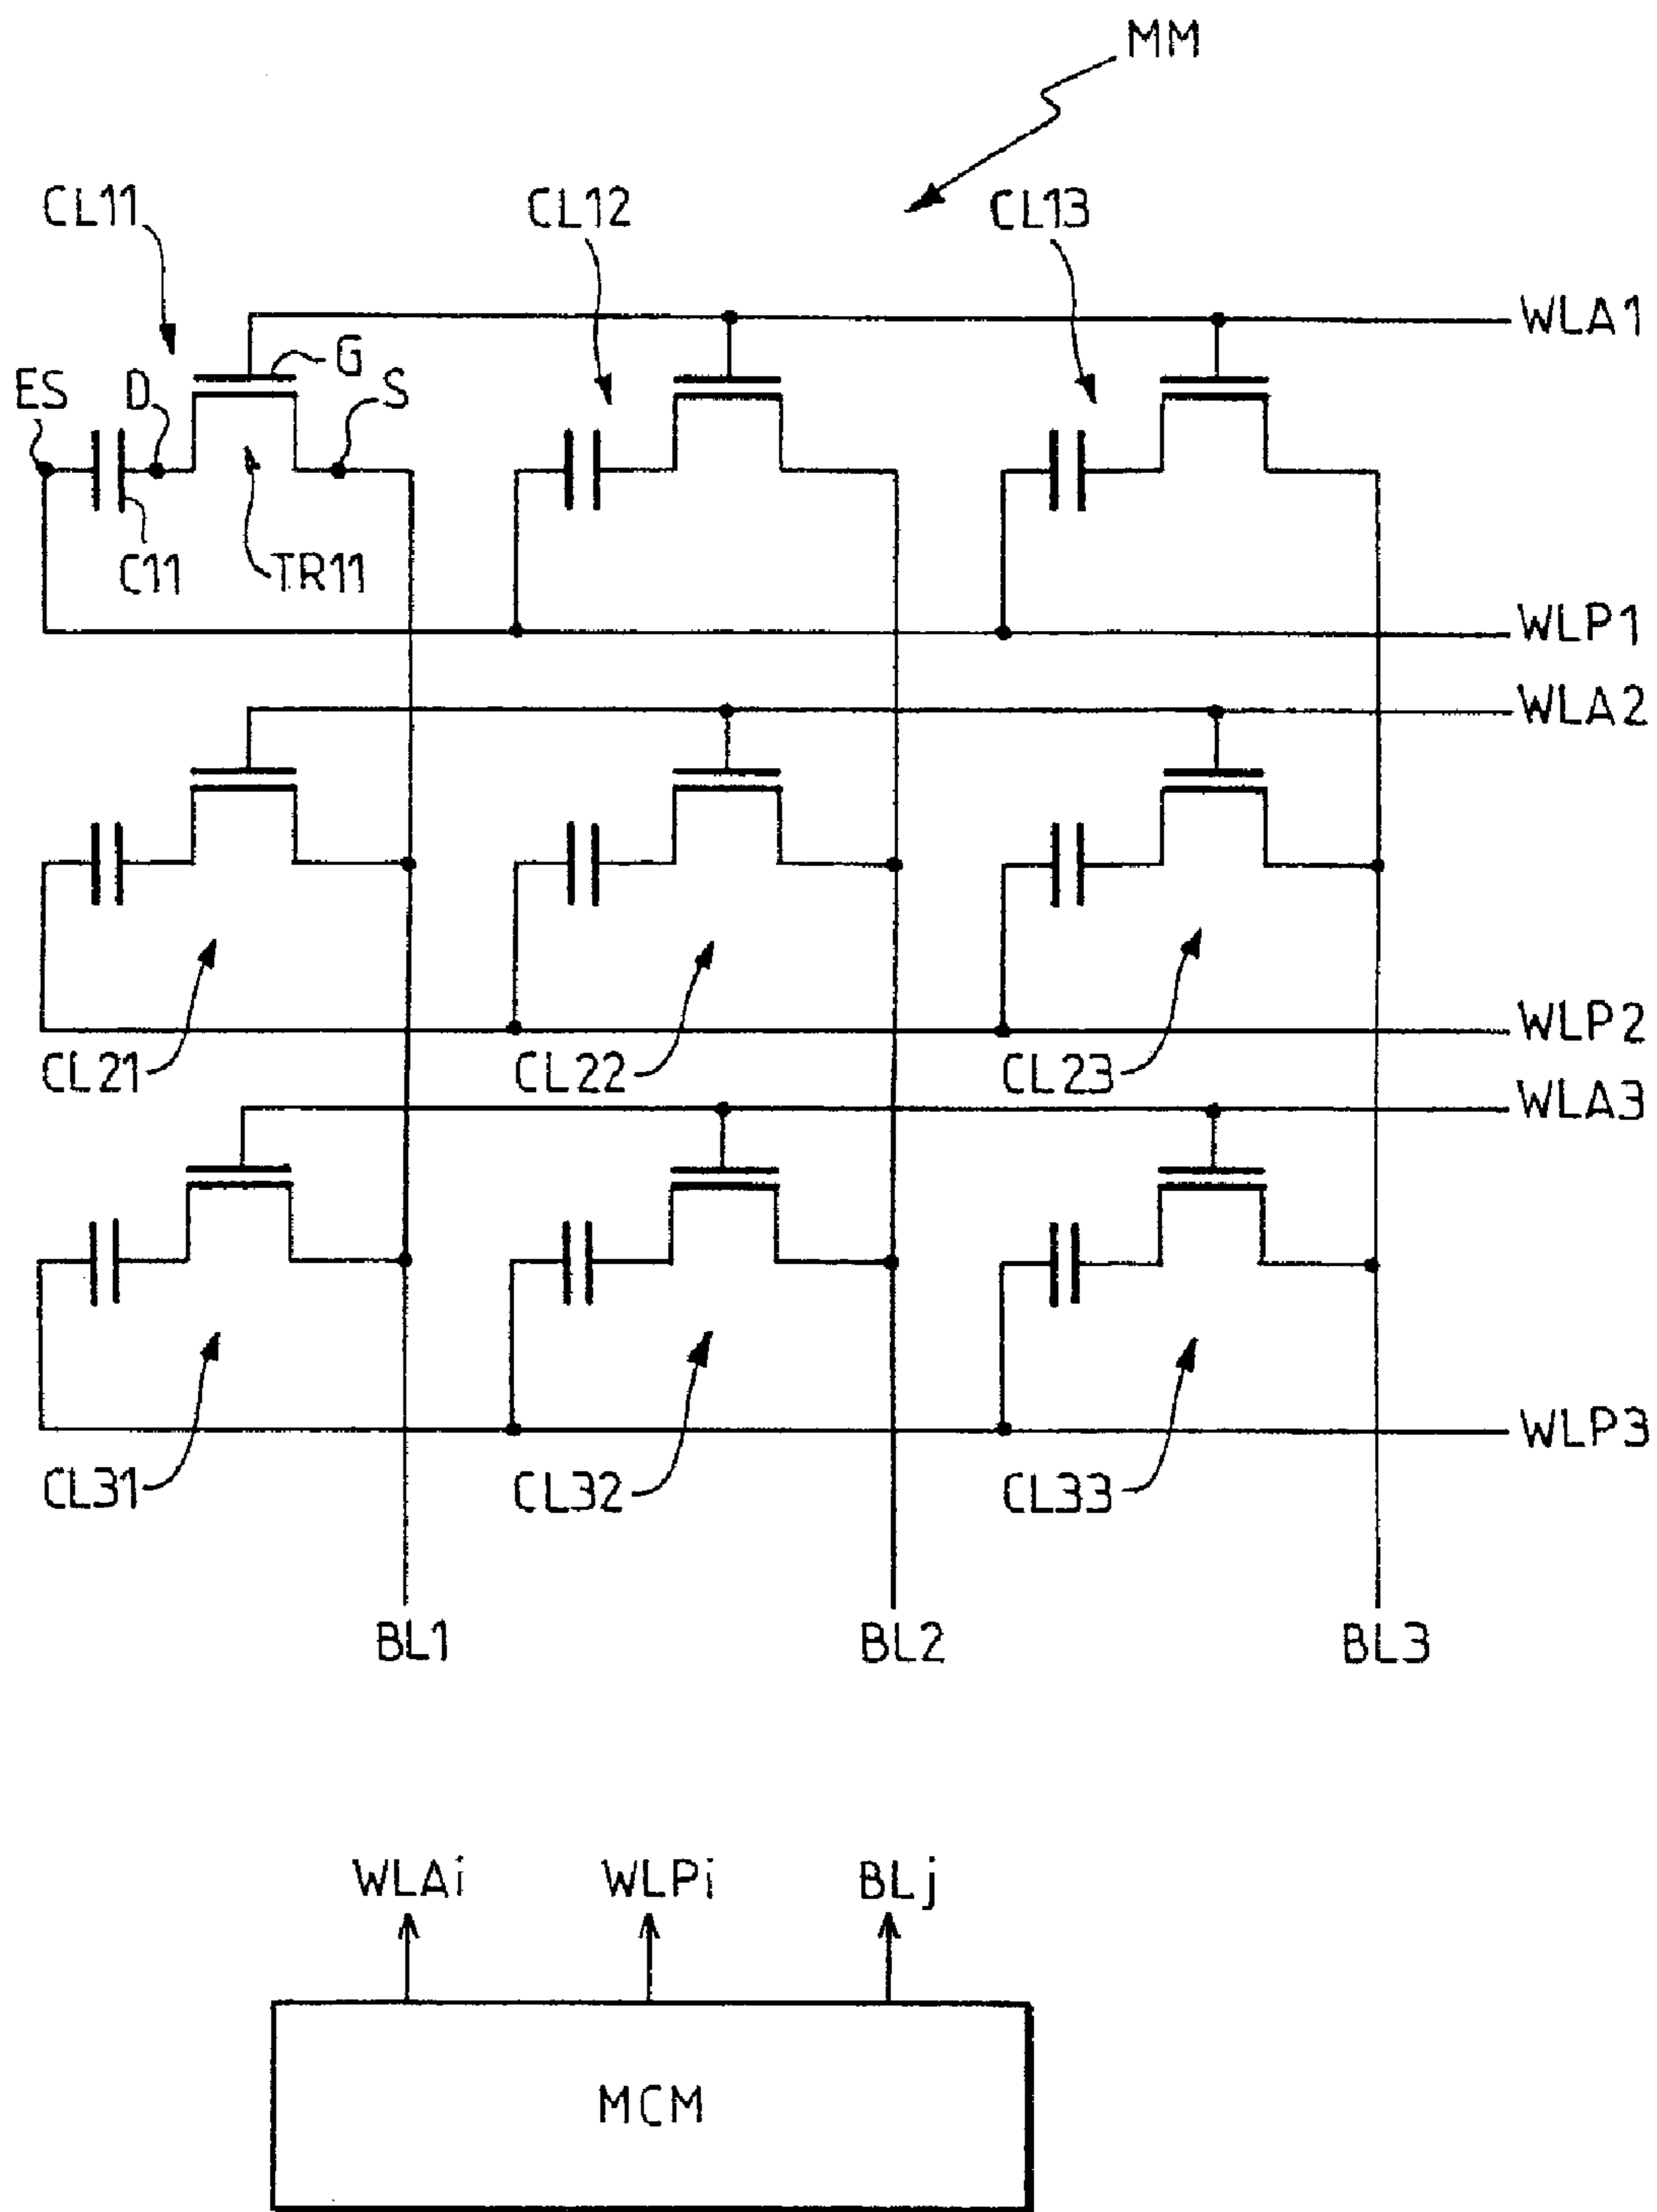 MM
CL11 CL12 CL13
WLA1
G
ES D S
C11 TR11
WLP1
WLA2
WLP2
CL21 CL22 CL23
WLA3
WLP3
CL31 CL32 CL33
BL1 BL2 BL3
WLAi WLPi BLj
MCM